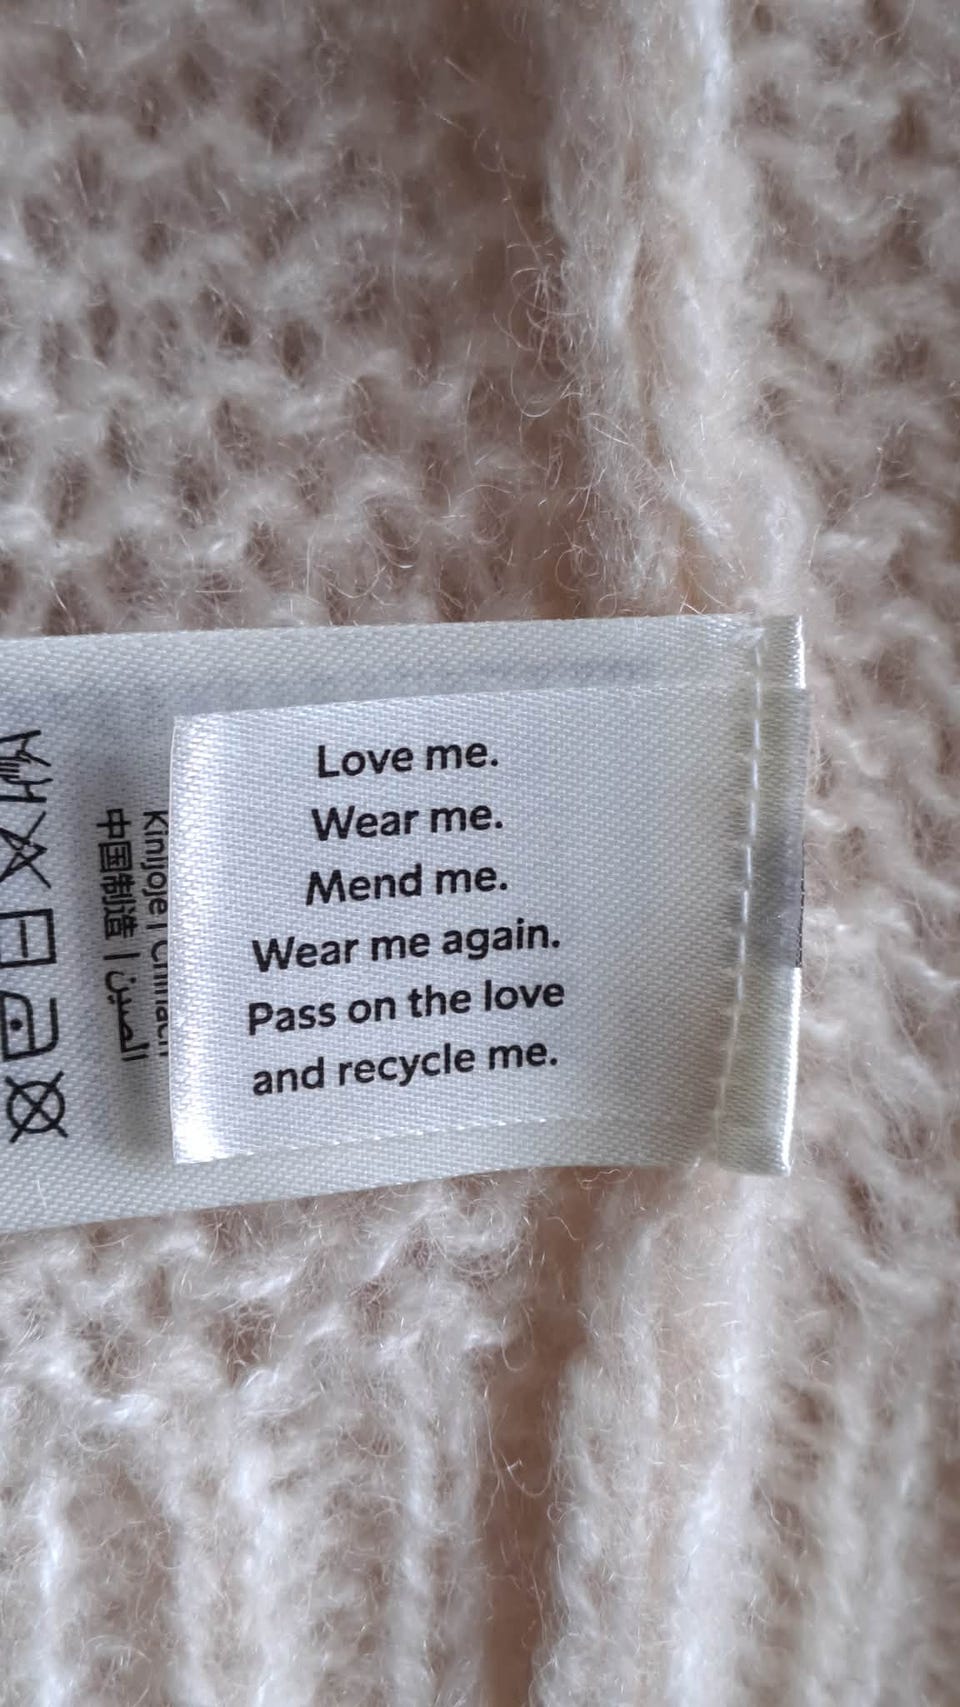 Love me.
Wear me.
Mend me.
Wear me again.
Pass on the love
and recycle me.
中国制造 | الصين